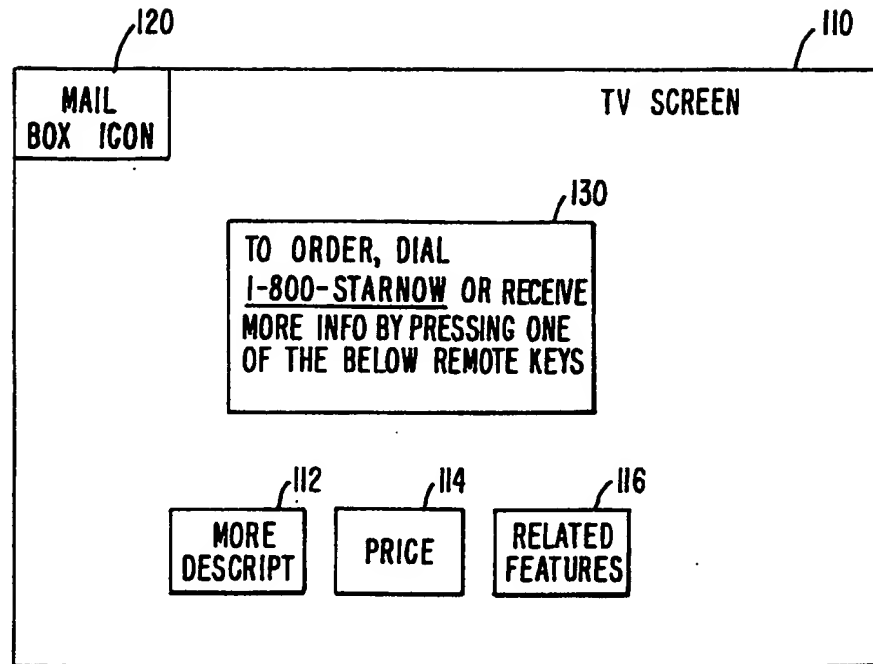 120
110
MAIL
BOX ICON
TV SCREEN
130
TO ORDER, DIAL
1-800-STARNOW OR RECEIVE
MORE INFO BY PRESSING ONE
OF THE BELOW REMOTE KEYS
112
114
116
MORE
DESCRIPT
PRICE
RELATED
FEATURES